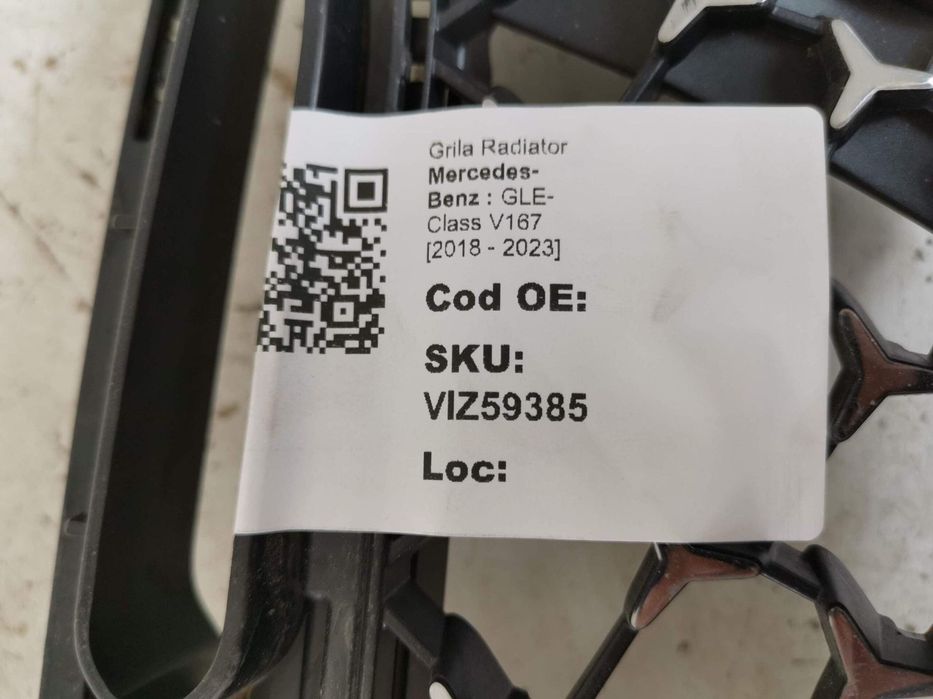 Grila Radiator
Mercedes-
Benz : GLE-
Class V167
[2018 - 2023]
Cod OE:
SKU:
VIZ59385
Loc: